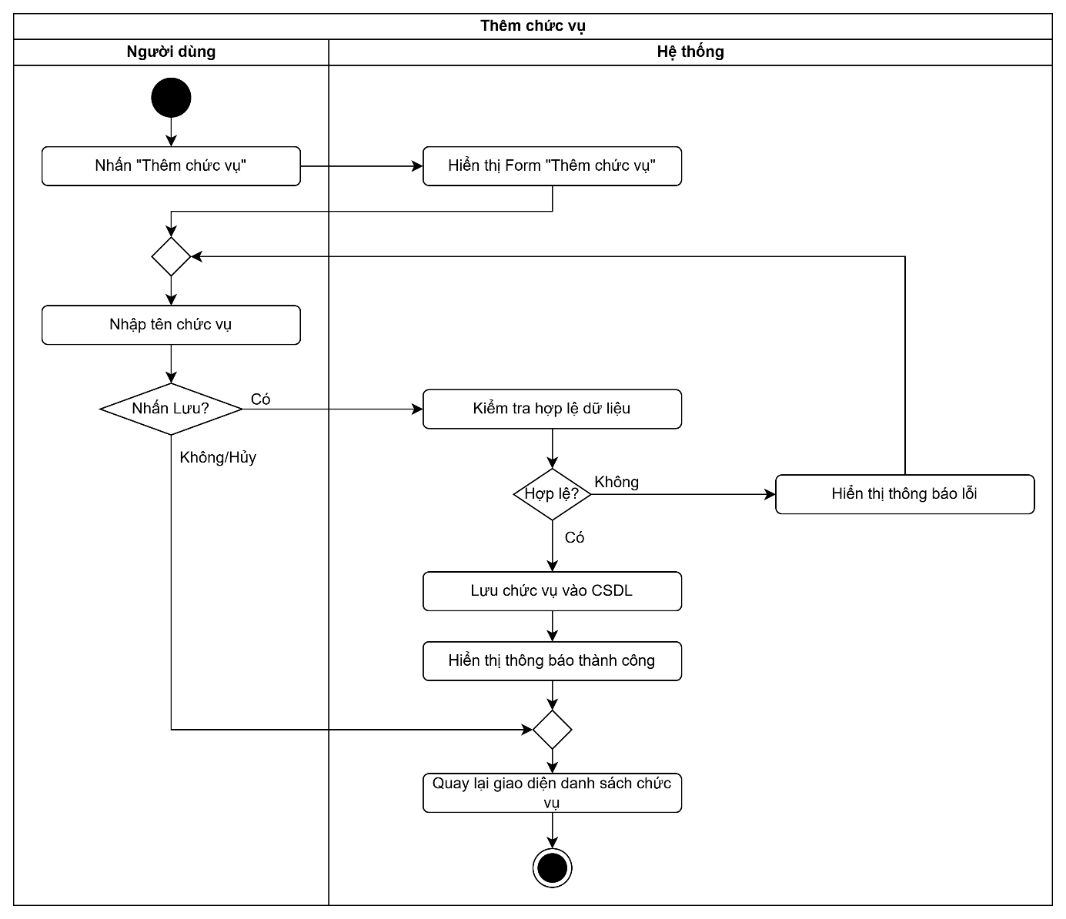 Thêm chức vụ
Người dùng
Hệ thống
Nhấn "Thêm chức vụ"
Hiển thị Form "Thêm chức vụ"
Nhập tên chức vụ
Nhấn Lưu?
Có
Kiểm tra hợp lệ dữ liệu
Không/Hủy
Hợp lệ?
Không
Hiển thị thông báo lỗi
Có
Lưu chức vụ vào CSDL
Hiển thị thông báo thành công
Quay lại giao diện danh sách chức
vụ